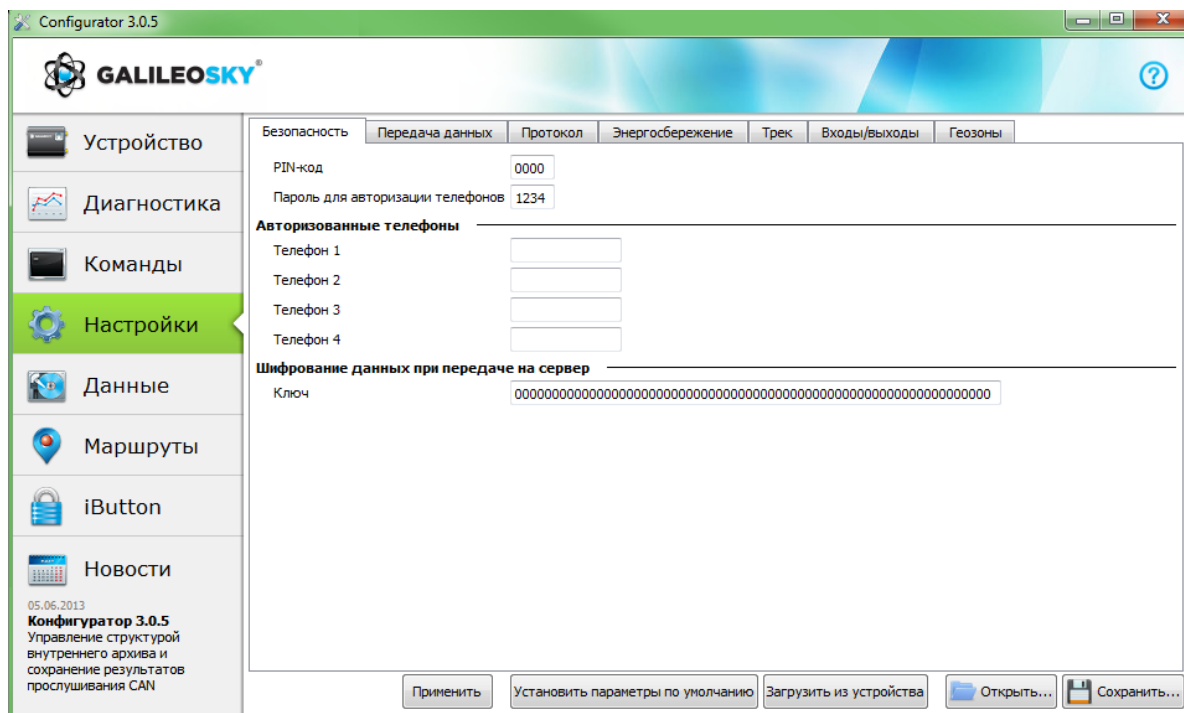 Configurator 3.0.5
GALILEOSKY®
?
Устройство
Диагностика
Команды
Настройки
Данные
Маршруты
iButton
Новости
05.06.2013
Конфигуратор 3.0.5
Управление структурой
внутреннего архива и
сохранение результатов
прослушивания CAN
Безопасность Передача данных Протокол Энергосбережение Трек Входы/выходы Геозоны
PIN-код 0000
Пароль для авторизации телефонов 1234
Авторизованные телефоны
Телефон 1
Телефон 2
Телефон 3
Телефон 4
Шифрование данных при передаче на сервер
Ключ 0000000000000000000000000000000000000000000000000000000000000000
Применить Установить параметры по умолчанию Загрузить из устройства Открыть... Сохранить...